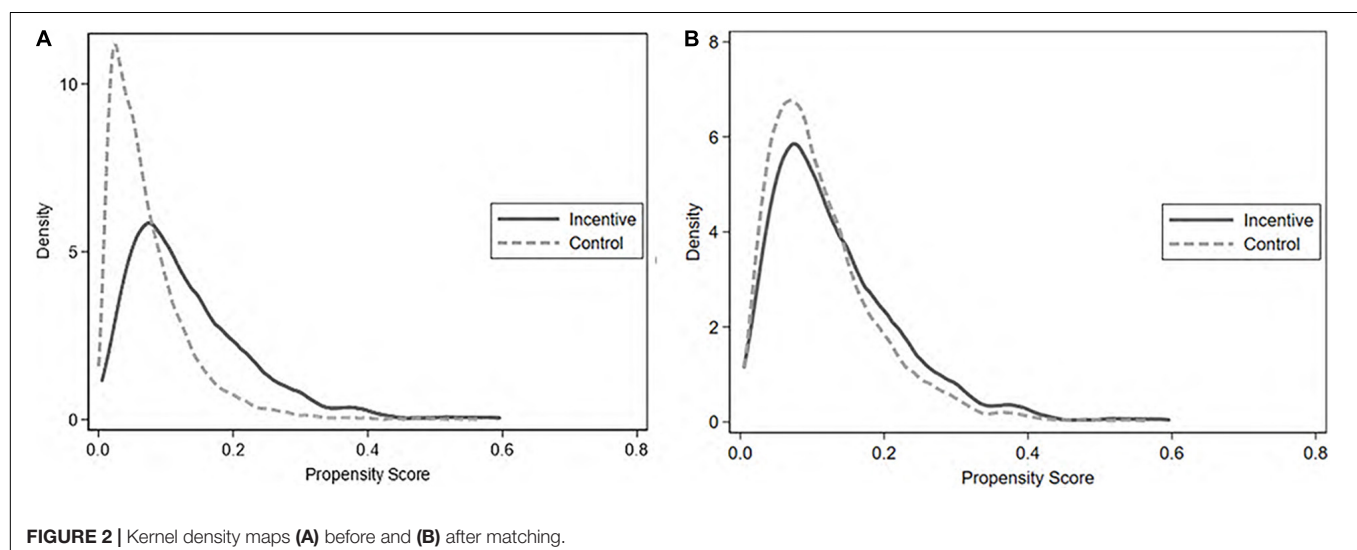 A
10
5
0
Density
0.0 0.2 0.4 0.6 0.8
Propensity Score
Incentive
Control
B
8
6
4
2
0
Density
0.0 0.2 0.4 0.6 0.8
Propensity Score
Incentive
Control
FIGURE 2 | Kernel density maps (A) before and (B) after matching.